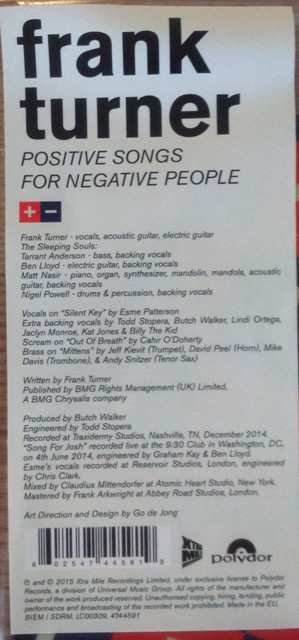 frank
turner
POSITIVE SONGS
FOR NEGATIVE PEOPLE
+ −
Frank Turner - vocals, acoustic guitar, electric guitar
The Sleeping Souls:
Tarrant Anderson - bass, backing vocals
Ben Lloyd - electric guitar, backing vocals
Matt Nasir - piano, organ, synthesizer, mandolin, mandola, acoustic
guitar, backing vocals
Nigel Powell - drums & percussion, backing vocals
Vocals on “Silent Key” by Esme Patterson
Extra backing vocals by Todd Stopera, Butch Walker, Lindi Ortega,
Jaclyn Monroe, Kat Jones & Billy The Kid
Scream on “Out Of Breath” by Cahir O'Doherty
Brass on “Mittens” by Jeff Kievit (Trumpet), David Peel (Horn), Mike
Davis (Trombone), & Andy Snitzer (Tenor Sax)
Written by Frank Turner
Published by BMG Rights Management (UK) Limited,
A BMG Chrysalis company
Produced by Butch Walker
Engineered by Todd Stopera
Recorded at Traxidermy Studios, Nashville, TN, December 2014.
“Song For Josh” recorded live at the 9:30 Club in Washington, DC,
on 4th June 2014, engineered by Graham Kay & Ben Lloyd.
Esme's vocals recorded at Reservoir Studios, London, engineered
by Chris Clark.
Mixed by Claudius Mittendorfer at Atomic Heart Studio, New York.
Mastered by Frank Arkwright at Abbey Road Studios, London.
Art Direction and Design by Go de Jong
6 02547 44591 8
XTRA MILE
polydor
℗ and © 2015 Xtra Mile Recordings Limited, under exclusive license to Polydor
Records, a division of Universal Music Group. All rights of the manufacturer and
owner of the work produced reserved. Unauthorised copying, hiring, lending, public
performance and broadcasting of the recorded work prohibited. Made in the EU.
BIEM / SDRM, LC00309, 4744591